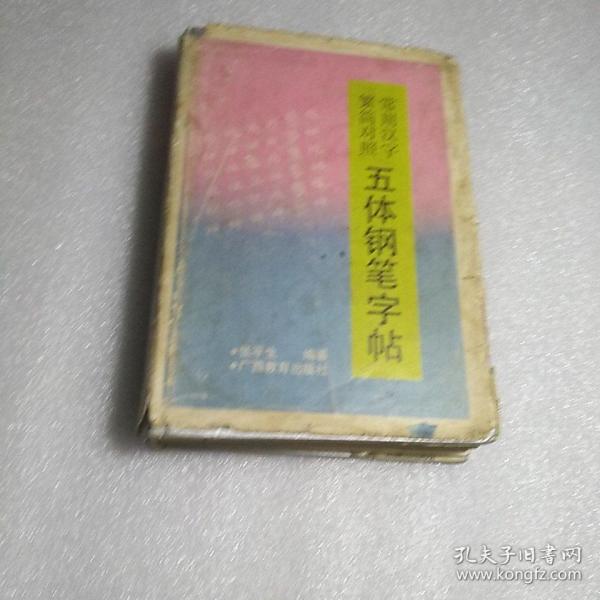 常用汉字
繁简对照
五体钢笔字帖
编著
•广西教育出版社
孔夫子旧书网
www.kongfz.com